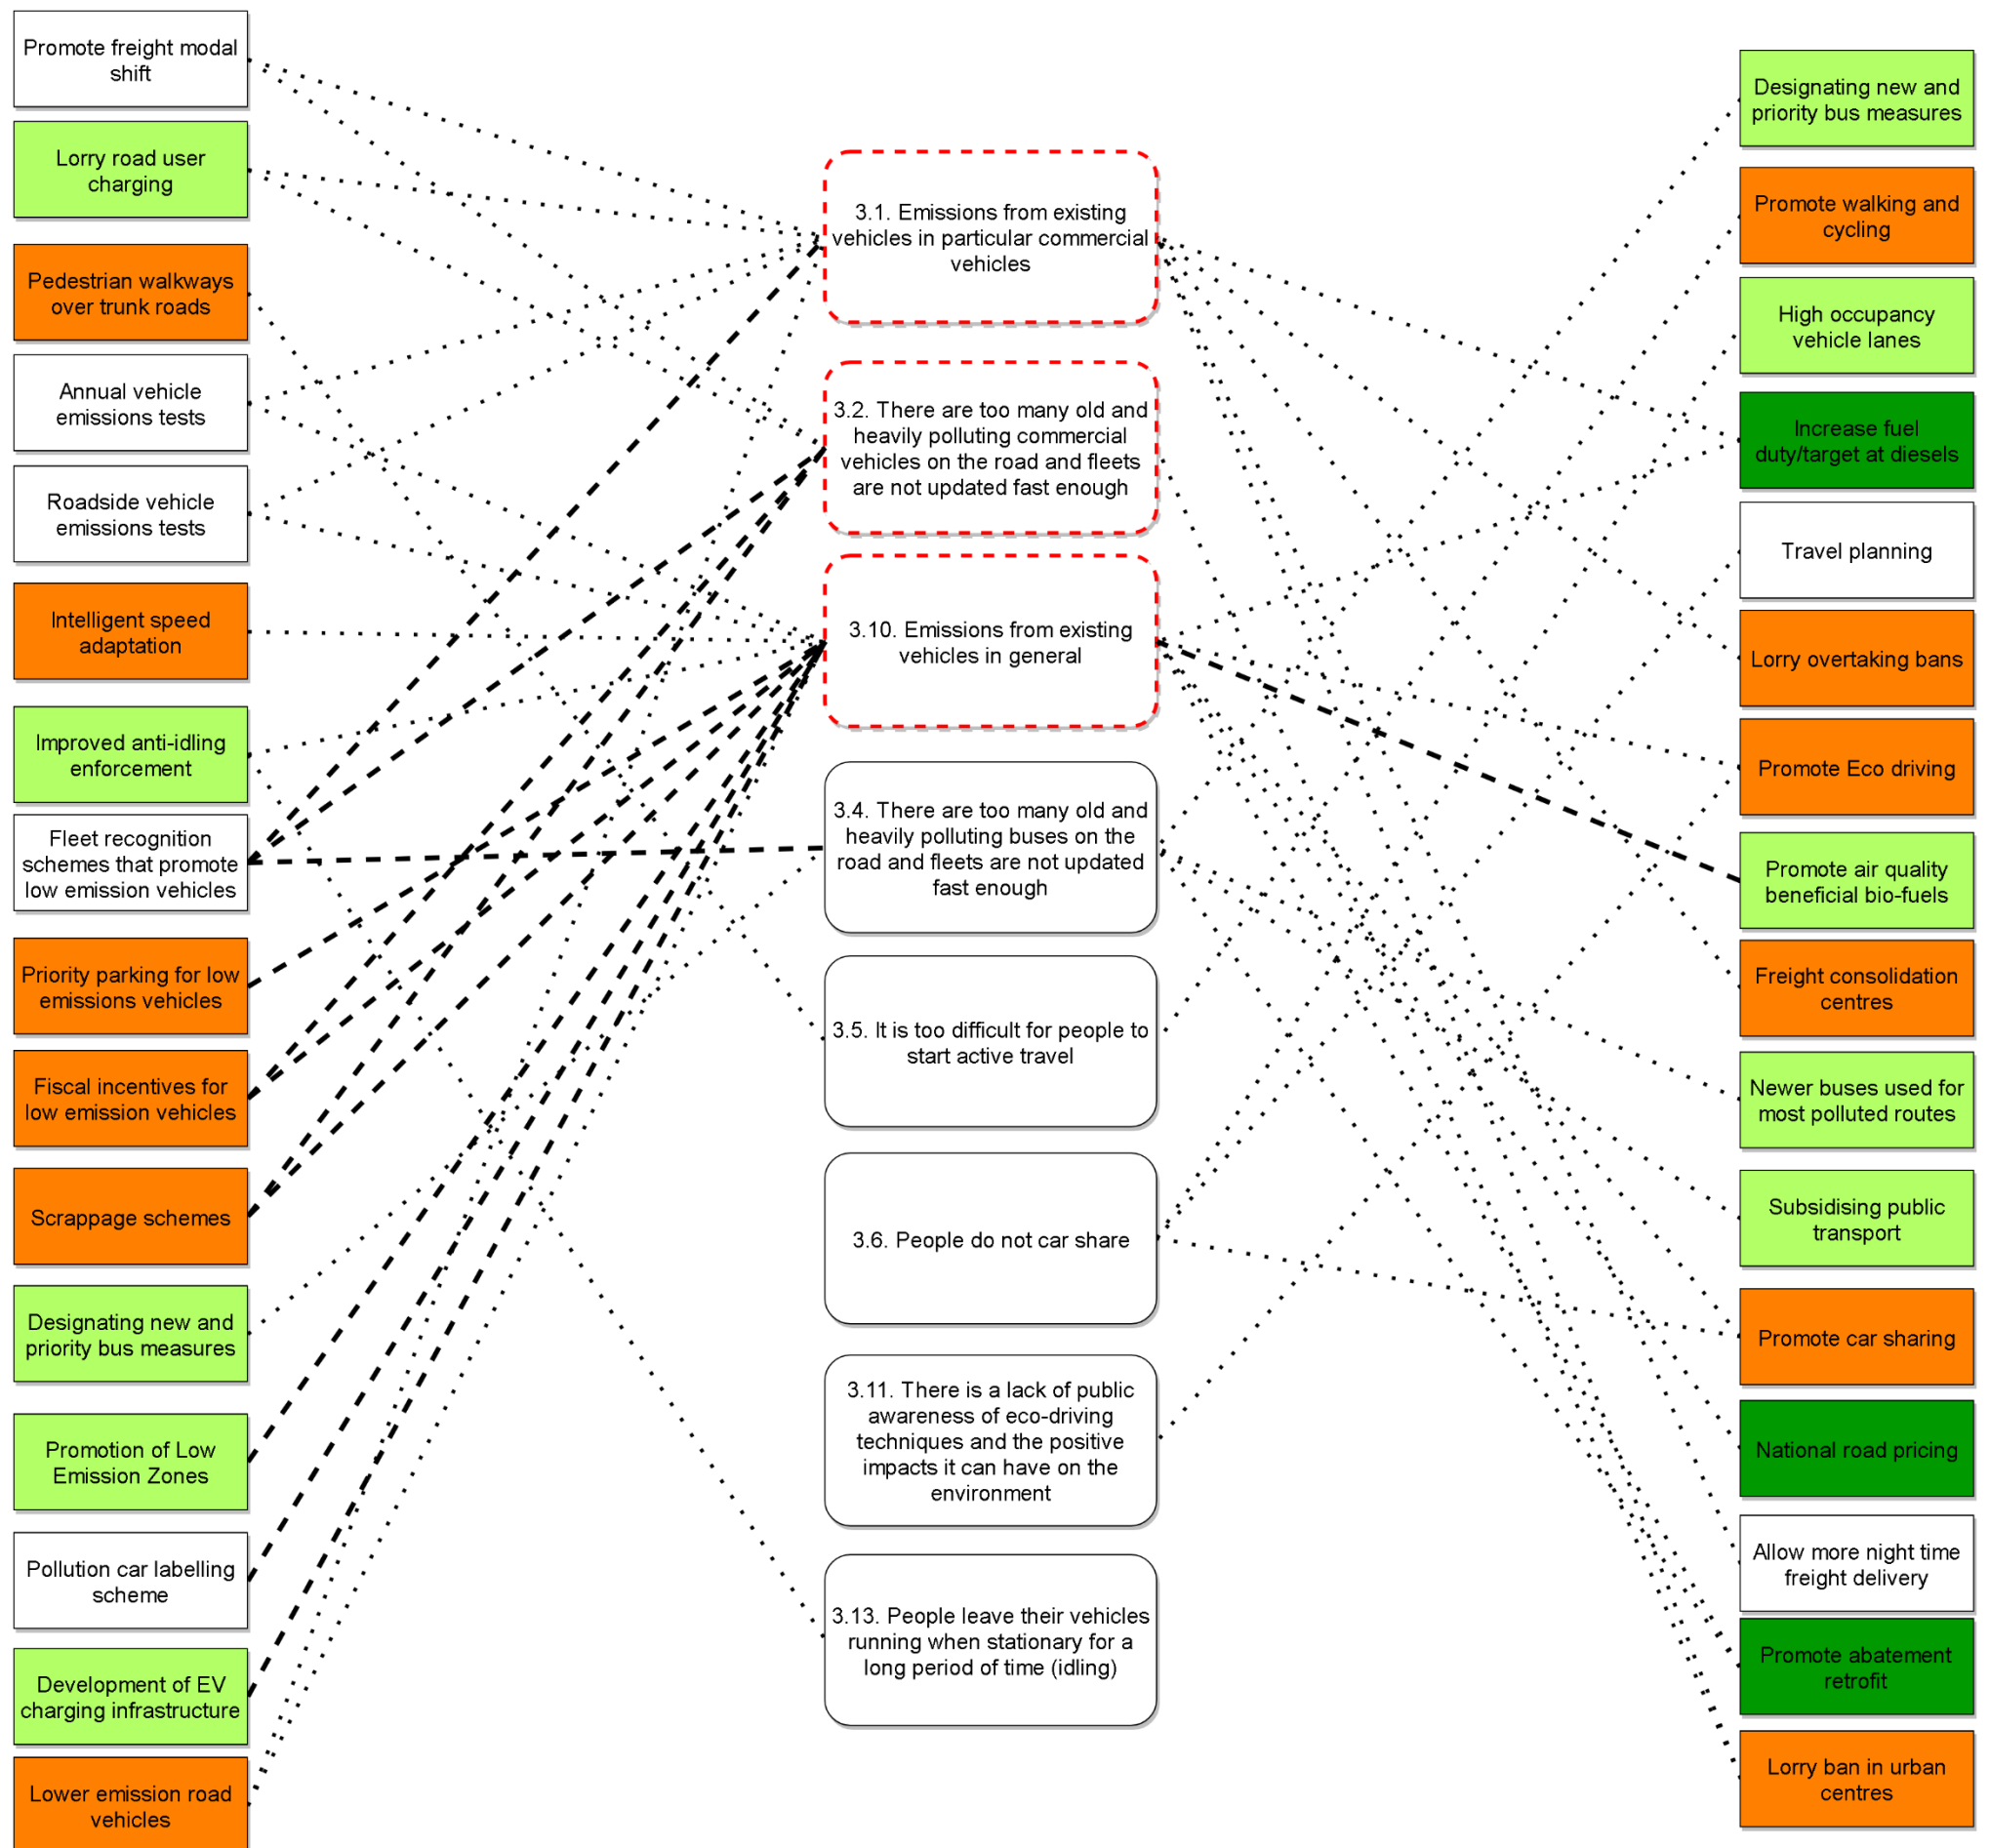 Promote freight modal
shift
Lorry road user
charging
Pedestrian walkways
over trunk roads
Annual vehicle
emissions tests
Roadside vehicle
emissions tests
Intelligent speed
adaptation
Improved anti-idling
enforcement
Fleet recognition
schemes that promote
low emission vehicles
Priority parking for low
emissions vehicles
Fiscal incentives for
low emission vehicles
Scrappage schemes
Designating new and
priority bus measures
Promotion of Low
Emission Zones
Pollution car labelling
scheme
Development of EV
charging infrastructure
Lower emission road
vehicles
3.1. Emissions from existing
vehicles in particular commercial
vehicles
3.2. There are too many old and
heavily polluting commercial
vehicles on the road and fleets
are not updated fast enough
3.10. Emissions from existing
vehicles in general
3.4. There are too many old and
heavily polluting buses on the
road and fleets are not updated
fast enough
3.5. It is too difficult for people to
start active travel
3.6. People do not car share
3.11. There is a lack of public
awareness of eco-driving
techniques and the positive
impacts it can have on the
environment
3.13. People leave their vehicles
running when stationary for a
long period of time (idling)
Designating new and
priority bus measures
Promote walking and
cycling
High occupancy
vehicle lanes
Increase fuel
duty/target at diesels
Travel planning
Lorry overtaking bans
Promote Eco driving
Promote air quality
beneficial bio-fuels
Freight consolidation
centres
Newer buses used for
most polluted routes
Subsidising public
transport
Promote car sharing
National road pricing
Allow more night time
freight delivery
Promote abatement
retrofit
Lorry ban in urban
centres